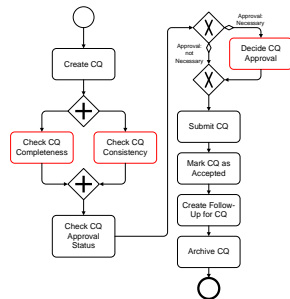 Create CQ
Check CQ
Completeness
Check CQ
Consistency
Check CQ
Approval
Status
Approval:
Necessary
Approval:
not
Necessary
Decide CQ
Approval
Submit CQ
Mark CQ as
Accepted
Create Follow-
Up for CQ
Archive CQ